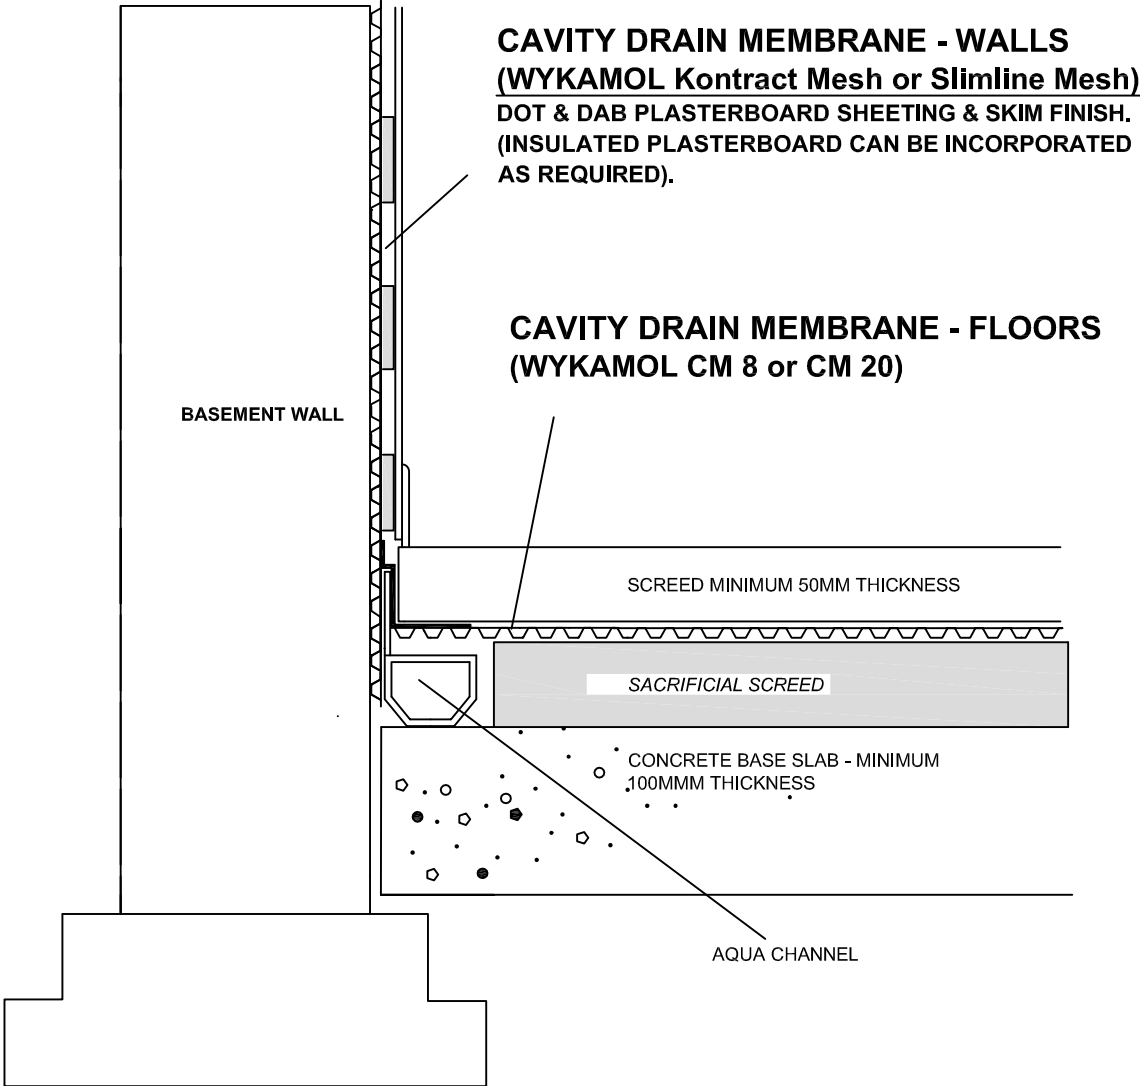 CAVITY DRAIN MEMBRANE - WALLS
(WYKAMOL Kontract Mesh or Slimline Mesh)
DOT & DAB PLASTERBOARD SHEETING & SKIM FINISH.
(INSULATED PLASTERBOARD CAN BE INCORPORATED
AS REQUIRED).
CAVITY DRAIN MEMBRANE - FLOORS
(WYKAMOL CM 8 or CM 20)
BASEMENT WALL
SCREED MINIMUM 50MM THICKNESS
SACRIFICIAL SCREED
CONCRETE BASE SLAB - MINIMUM
100MMM THICKNESS
AQUA CHANNEL